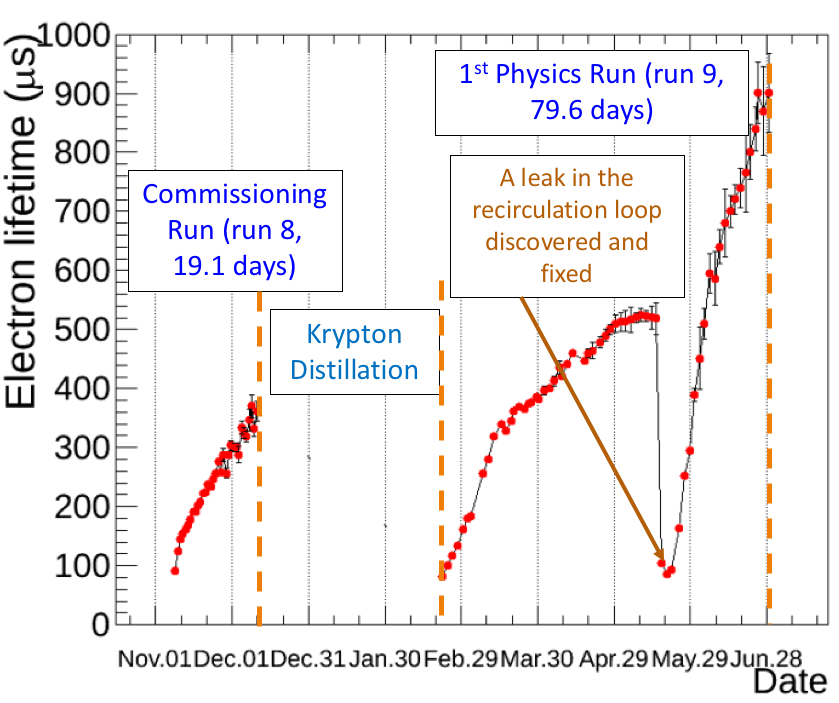 Electron lifetime (μs)
1000
900
800
700
600
500
400
300
200
100
0
Commissioning
Run (run 8,
19.1 days)
Krypton
Distillation
1st Physics Run (run 9,
79.6 days)
A leak in the
recirculation loop
discovered and
fixed
Nov.01 Dec.01 Dec.31 Jan.30 Feb.29 Mar.30 Apr.29 May.29 Jun.28
Date